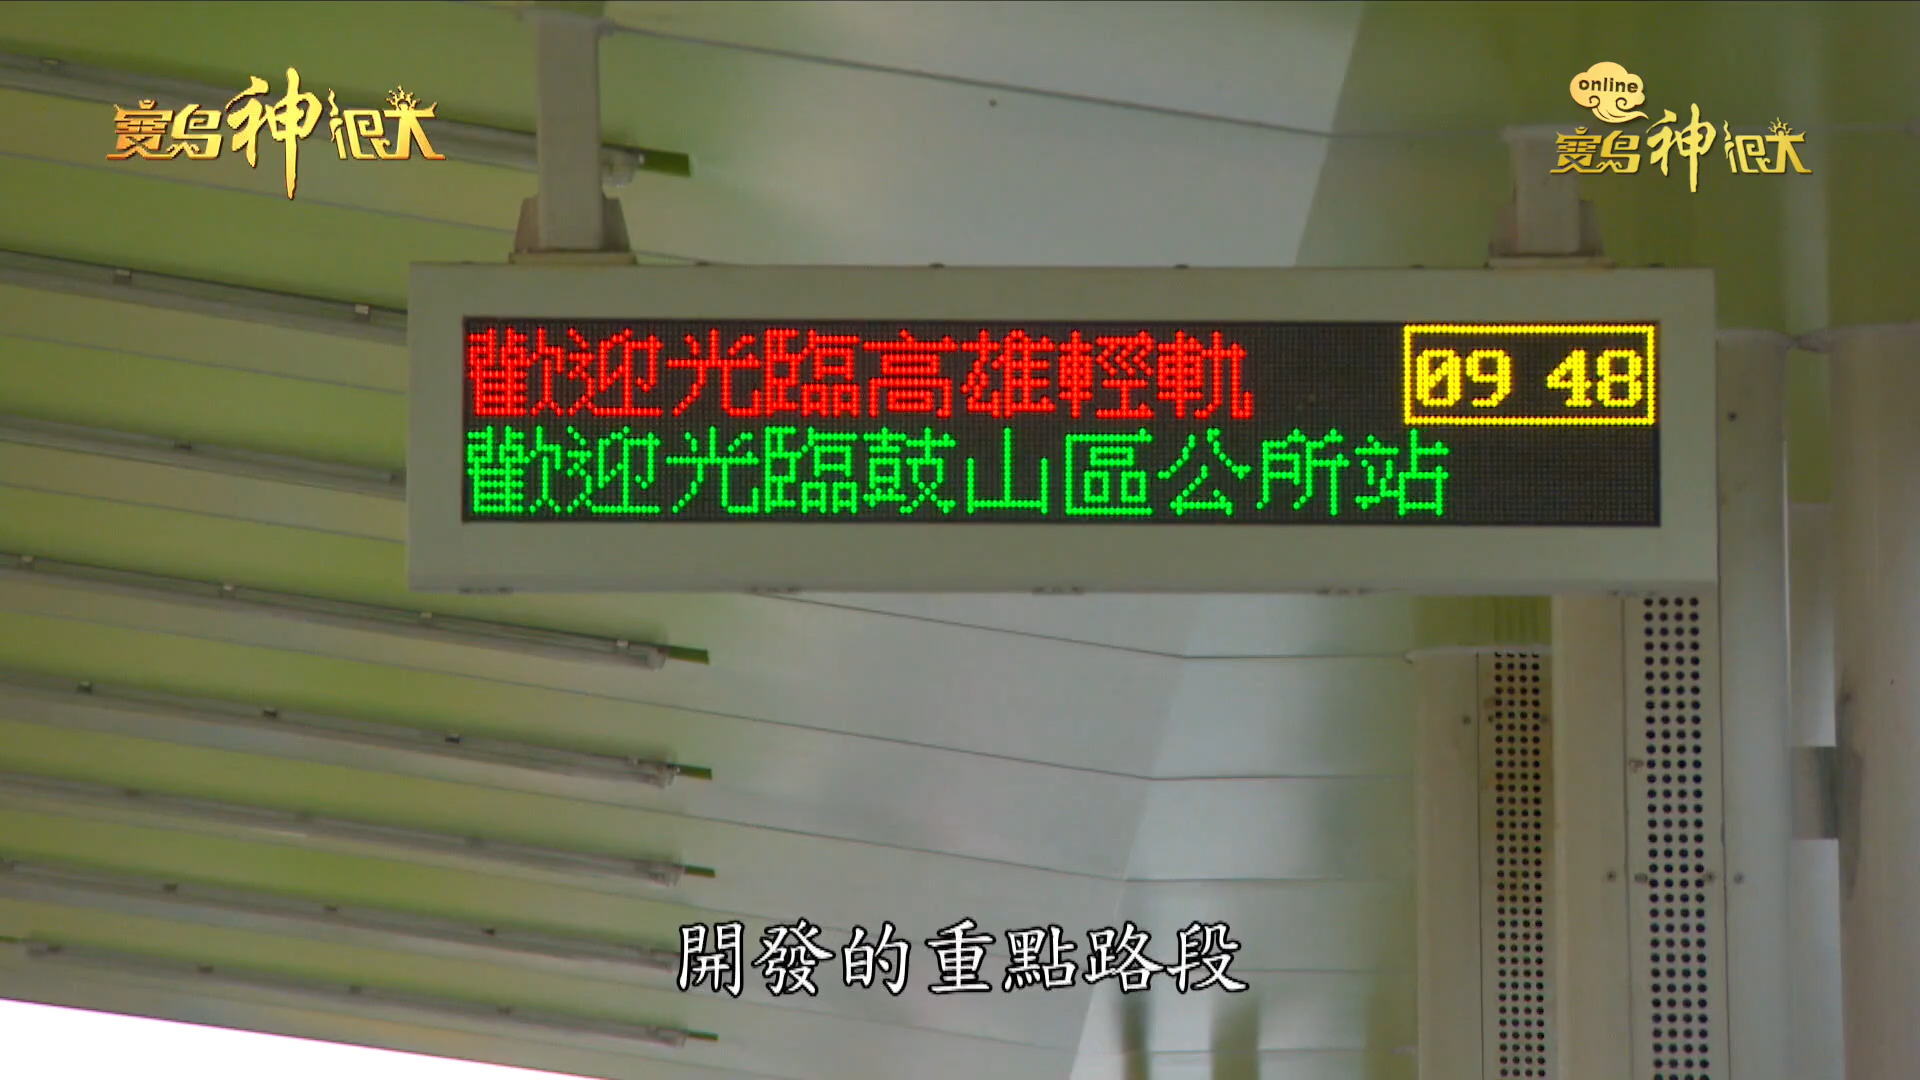 寶島神很大
online
寶島神很大
歡迎光臨高雄輕軌 09 48
歡迎光臨鼓山區公所站
開發的重點路段